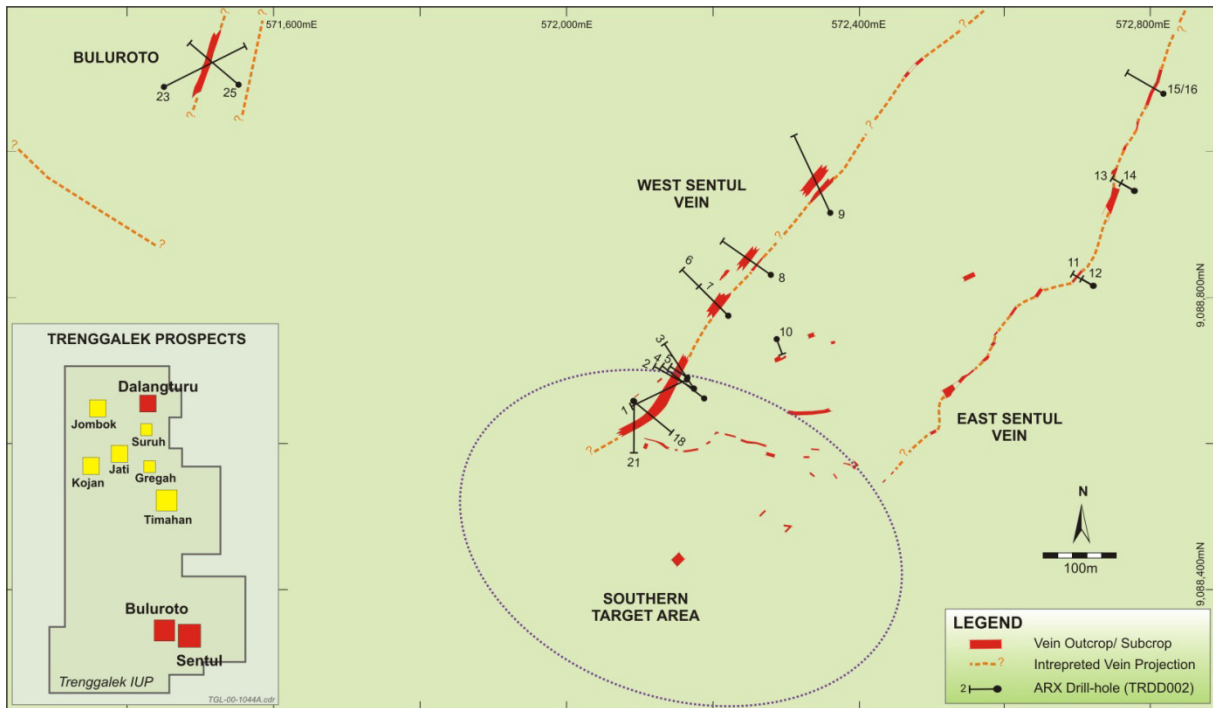 571,600mE
572,000mE
572,400mE
572,800mE
BULUROTO
23
25
15/16
13
14
WEST SENTUL
VEIN
9
8
6
7
11
12
9,088,800mN
10
3
5
4
2
1
18
21
EAST SENTUL
VEIN
?
?
?
?
?
?
?
?
?
?
?
?
TRENGGALEK PROSPECTS
Dalangturu
Jombok
Suruh
Jati
Kojan
Gregah
Timahan
Buluroto
Sentul
Trenggalek IUP
TGL-00-1044A.cdr
SOUTHERN
TARGET AREA
N
100m
9,088,400mN
LEGEND
Vein Outcrop/ Subcrop
? Intrepreted Vein Projection
2 ARX Drill-hole (TRDD002)